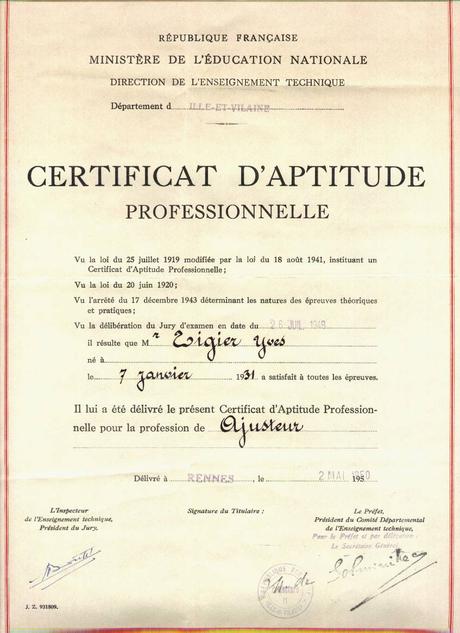 RÉPUBLIQUE FRANÇAISE
MINISTÈRE DE L'ÉDUCATION NATIONALE
DIRECTION DE L'ENSEIGNEMENT TECHNIQUE
Département d ILLE-ET-VILAINE
CERTIFICAT D'APTITUDE
PROFESSIONNELLE
Vu la loi du 25 juillet 1919 modifiée par la loi du 18 août 1941, instituant un
Certificat d'Aptitude Professionnelle ;
Vu la loi du 20 juin 1920 ;
Vu l'arrêté du 17 décembre 1943 déterminant les natures des épreuves théoriques
et pratiques ;
Vu la délibération du Jury d'examen en date du 26 JUIL 1949
il résulte que Mr Yves
né à
le 7 janvier 1931 a satisfait à toutes les épreuves.
Il lui a été délivré le présent Certificat d'Aptitude Profession-
nelle pour la profession de Ajusteur
Délivré à RENNES, le 2 MAI 1950
L'Inspecteur
de l'Enseignement technique,
Président du Jury.
Signature du Titulaire :
Le Préfet,
Président du Comité Départemental
de l'Enseignement technique,
Pour le Préfet et par délégation
Le Secrétaire Général
J. Z. 931809.